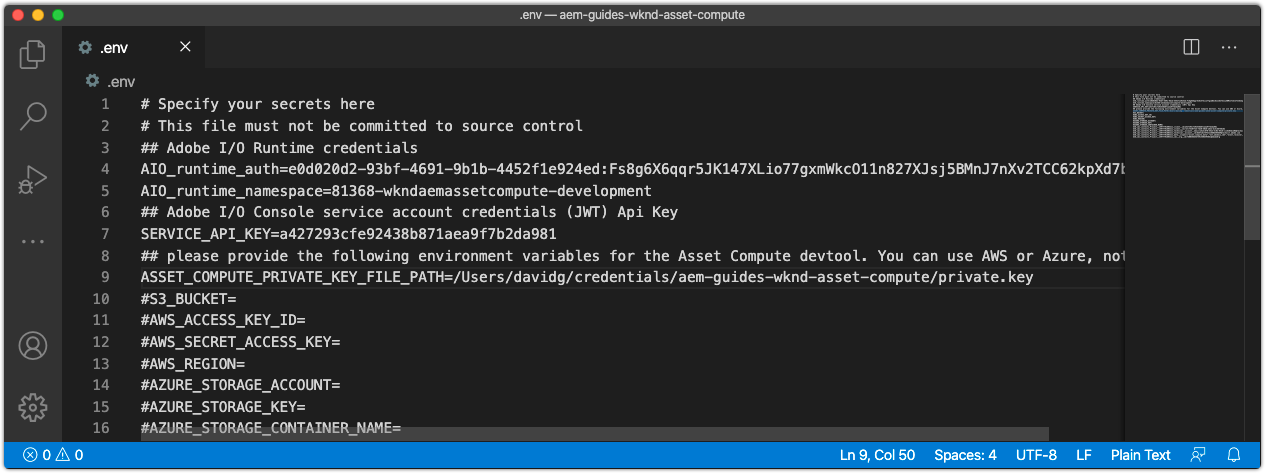 .env — aem-guides-wknd-asset-compute
.env
.env
1 # Specify your secrets here
2 # This file must not be committed to source control
3 ## Adobe I/O Runtime credentials
4 AIO_runtime_auth=e0d020d2-93bf-4691-9b1b-4452f1e924ed:Fs8g6X6qqr5JK147XLio77gxmWkcO11n827XJsj5BMnJ7nXv2TCC62kpXd7b
5 AIO_runtime_namespace=81368-wkndaemassetcompute-development
6 ## Adobe I/O Console service account credentials (JWT) Api Key
7 SERVICE_API_KEY=a427293cfe92438b871aea9f7b2da981
8 ## please provide the following environment variables for the Asset Compute devtool. You can use AWS or Azure, not
9 ASSET_COMPUTE_PRIVATE_KEY_FILE_PATH=/Users/davidg/credentials/aem-guides-wknd-asset-compute/private.key
10 #S3_BUCKET=
11 #AWS_ACCESS_KEY_ID=
12 #AWS_SECRET_ACCESS_KEY=
13 #AWS_REGION=
14 #AZURE_STORAGE_ACCOUNT=
15 #AZURE_STORAGE_KEY=
16 #AZURE_STORAGE_CONTAINER_NAME=
0 0 Ln 9, Col 50 Spaces: 4 UTF-8 LF Plain Text